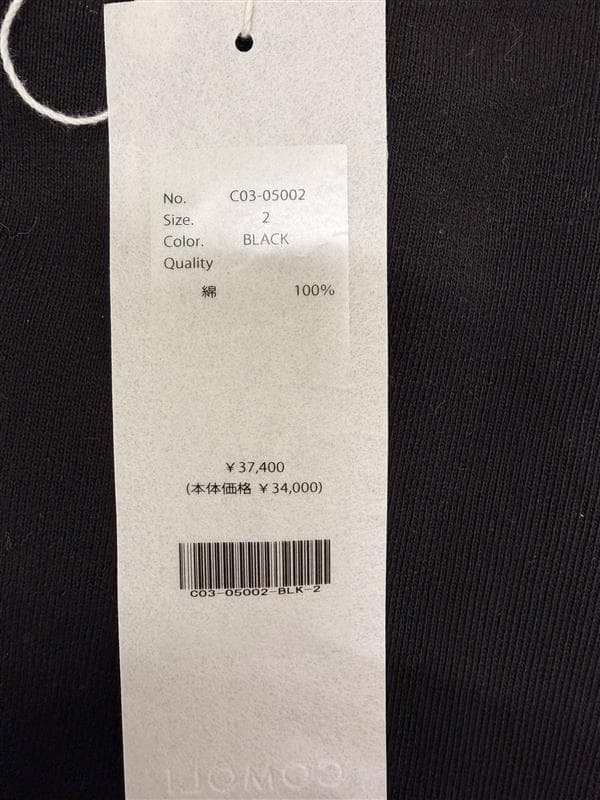 No. C03-05002
Size. 2
Color. BLACK
Quality
綿 100%
￥37,400
(本体価格 ￥34,000)
C03-05002-BLK-2
COMOLI